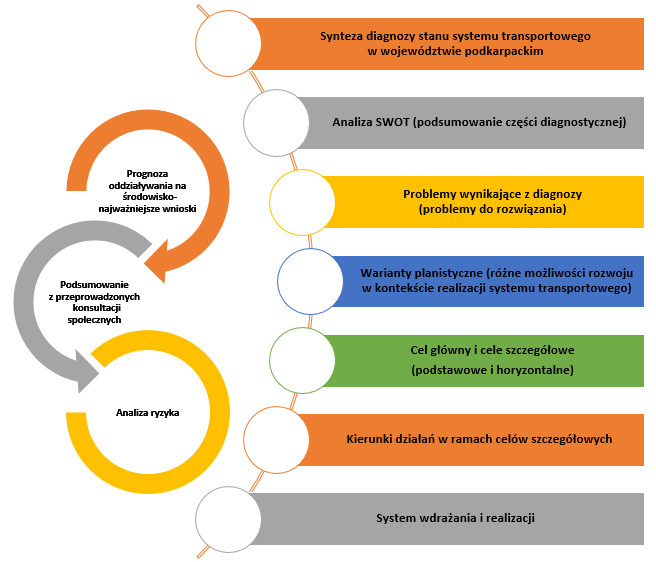 Synteza diagnozy stanu systemu transportowego
w województwie podkarpackim
Analiza SWOT (podsumowanie części diagnostycznej)
Problemy wynikające z diagnozy
(problemy do rozwiązania)
Warianty planistyczne (różne możliwości rozwoju
w kontekście realizacji systemu transportowego)
Cel główny i cele szczegółowe
(podstawowe i horyzontalne)
Kierunki działań w ramach celów szczegółowych
System wdrażania i realizacji
Prognoza
oddziaływania na
środowisko-
najważniejsze wnioski
Podsumowanie
z przeprowadzonych
konsultacji
społecznych
Analiza ryzyka